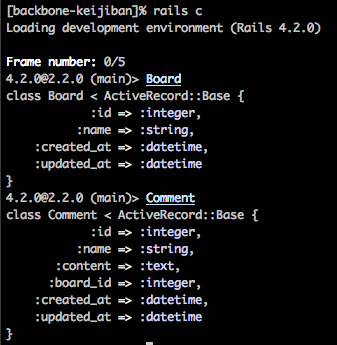 [backbone-keijiban]% rails c
Loading development environment (Rails 4.2.0)
Frame number: 0/5
4.2.0@2.2.0 (main)> Board
class Board < ActiveRecord::Base {
:id => :integer,
:name => :string,
:created_at => :datetime,
:updated_at => :datetime
}
4.2.0@2.2.0 (main)> Comment
class Comment < ActiveRecord::Base {
:id => :integer,
:name => :string,
:content => :text,
:board_id => :integer,
:created_at => :datetime,
:updated_at => :datetime
}